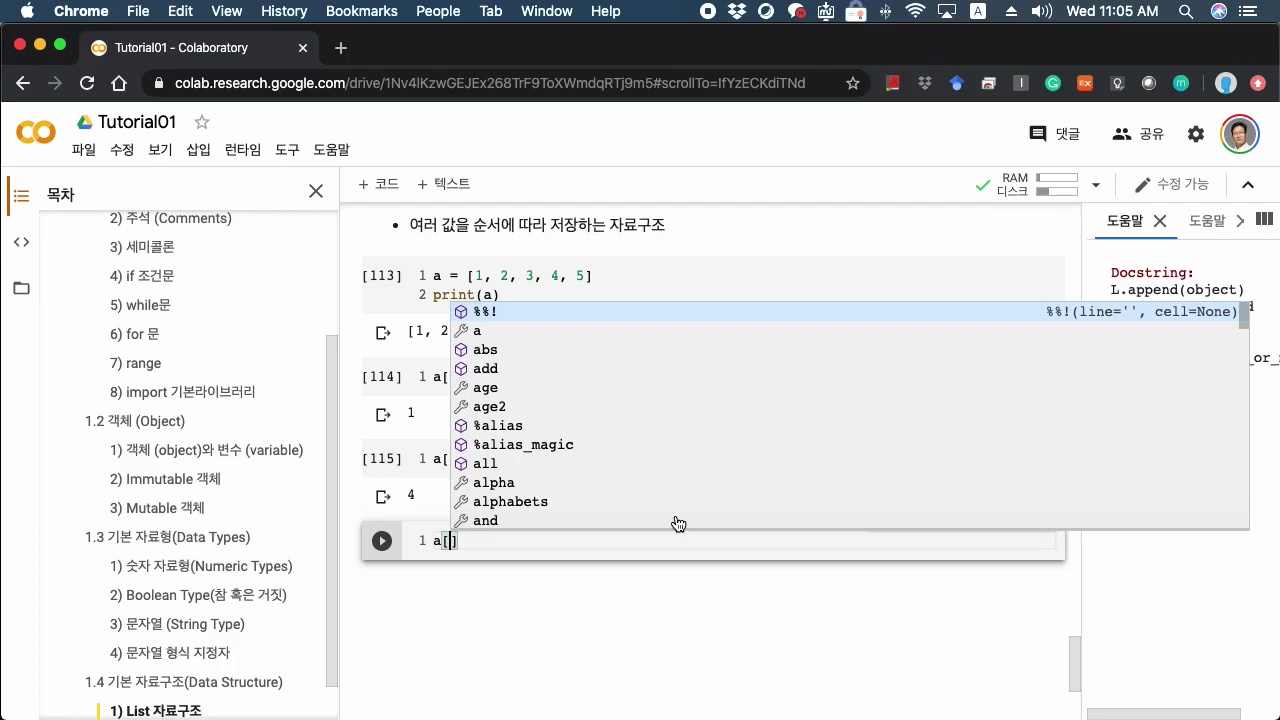 Chrome File Edit View History Bookmarks People Tab Window Help Wed 11:05 AM
Tutorial01 - Colaboratory
colab.research.google.com/drive/1Nv4lKzwGEJEx268TrF9ToXWmdqRTj9m5#scrollTo=IfYzECKdiTNd
Tutorial01
파일 수정 보기 삽입 런타임 도구 도움말
댓글 공유
+ 코드 + 텍스트
RAM
디스크
수정 가능
목차
2) 주석 (Comments)
3) 세미콜론
4) if 조건문
5) while문
6) for 문
7) range
8) import 기본라이브러리
1.2 객체 (Object)
1) 객체 (object)와 변수 (variable)
2) Immutable 객체
3) Mutable 객체
1.3 기본 자료형(Data Types)
1) 숫자 자료형(Numeric Types)
2) Boolean Type(참 혹은 거짓)
3) 문자열 (String Type)
4) 문자열 형식 지정자
1.4 기본 자료구조(Data Structure)
1) List 자료구조
• 여러 값을 순서에 따라 저장하는 자료구조
[113] 1 a = [1, 2, 3, 4, 5]
2 print(a)
[1, 2
[114] 1 a[
1
[115] 1 a[
4
1 a[]
%%! %%!(line='', cell=None)
a
abs
add
age
age2
%alias
%alias_magic
all
alpha
alphabets
and
도움말 도움말
Docstring:
L.append(object)